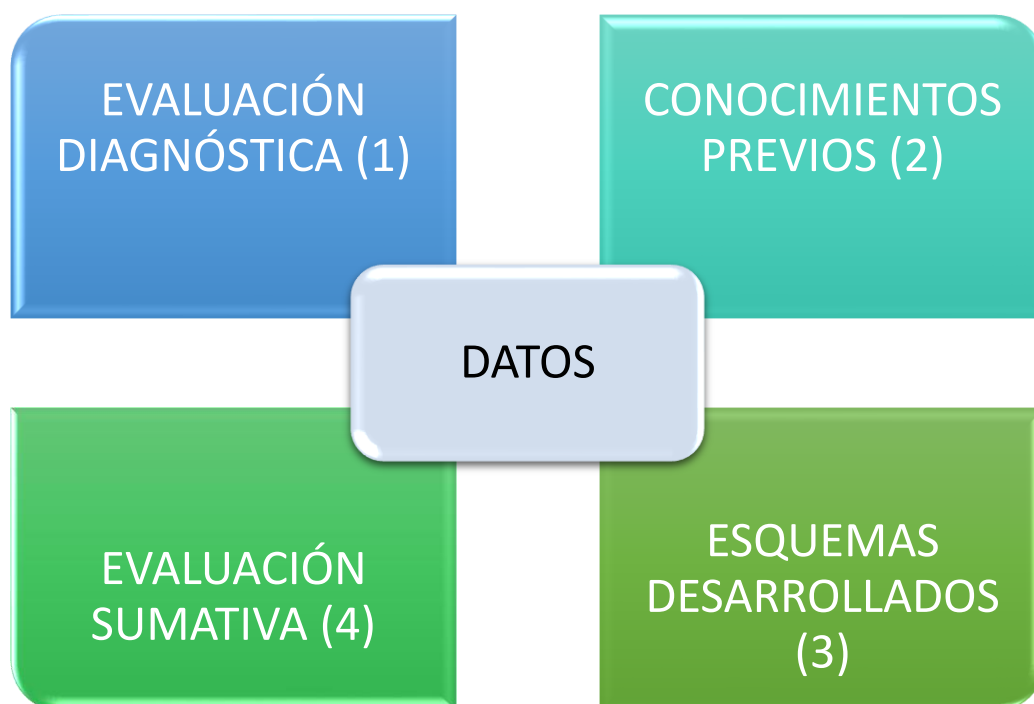 EVALUACIÓN
DIAGNÓSTICA (1)
CONOCIMIENTOS
PREVIOS (2)
DATOS
EVALUACIÓN
SUMATIVA (4)
ESQUEMAS
DESARROLLADOS
(3)